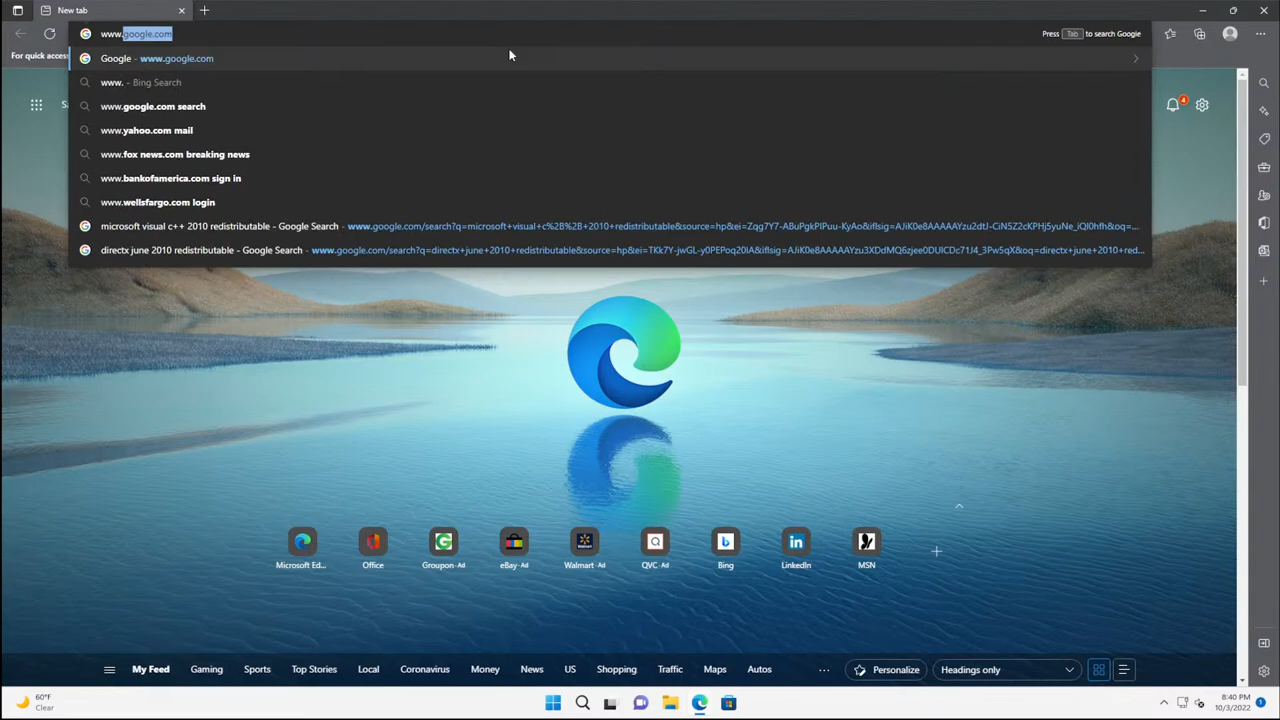 New tab
www.google.com
Press Tab to search Google
For quick access
Google - www.google.com
www. - Bing Search
www.google.com search
www.yahoo.com mail
www.fox news.com breaking news
www.bankofamerica.com sign in
www.wellsfargo.com login
microsoft visual c++ 2010 redistributable - Google Search - 
directx june 2010 redistributable - Google Search - 
4
Microsoft Ed...
Office
Groupon · Ad
eBay · Ad
Walmart · Ad
QVC · Ad
Bing
LinkedIn
MSN
My Feed Gaming Sports Top Stories Local Coronavirus Money News US Shopping Traffic Maps Autos ... Personalize Headings only
60°F
Clear
8:40 PM
10/3/2022
1